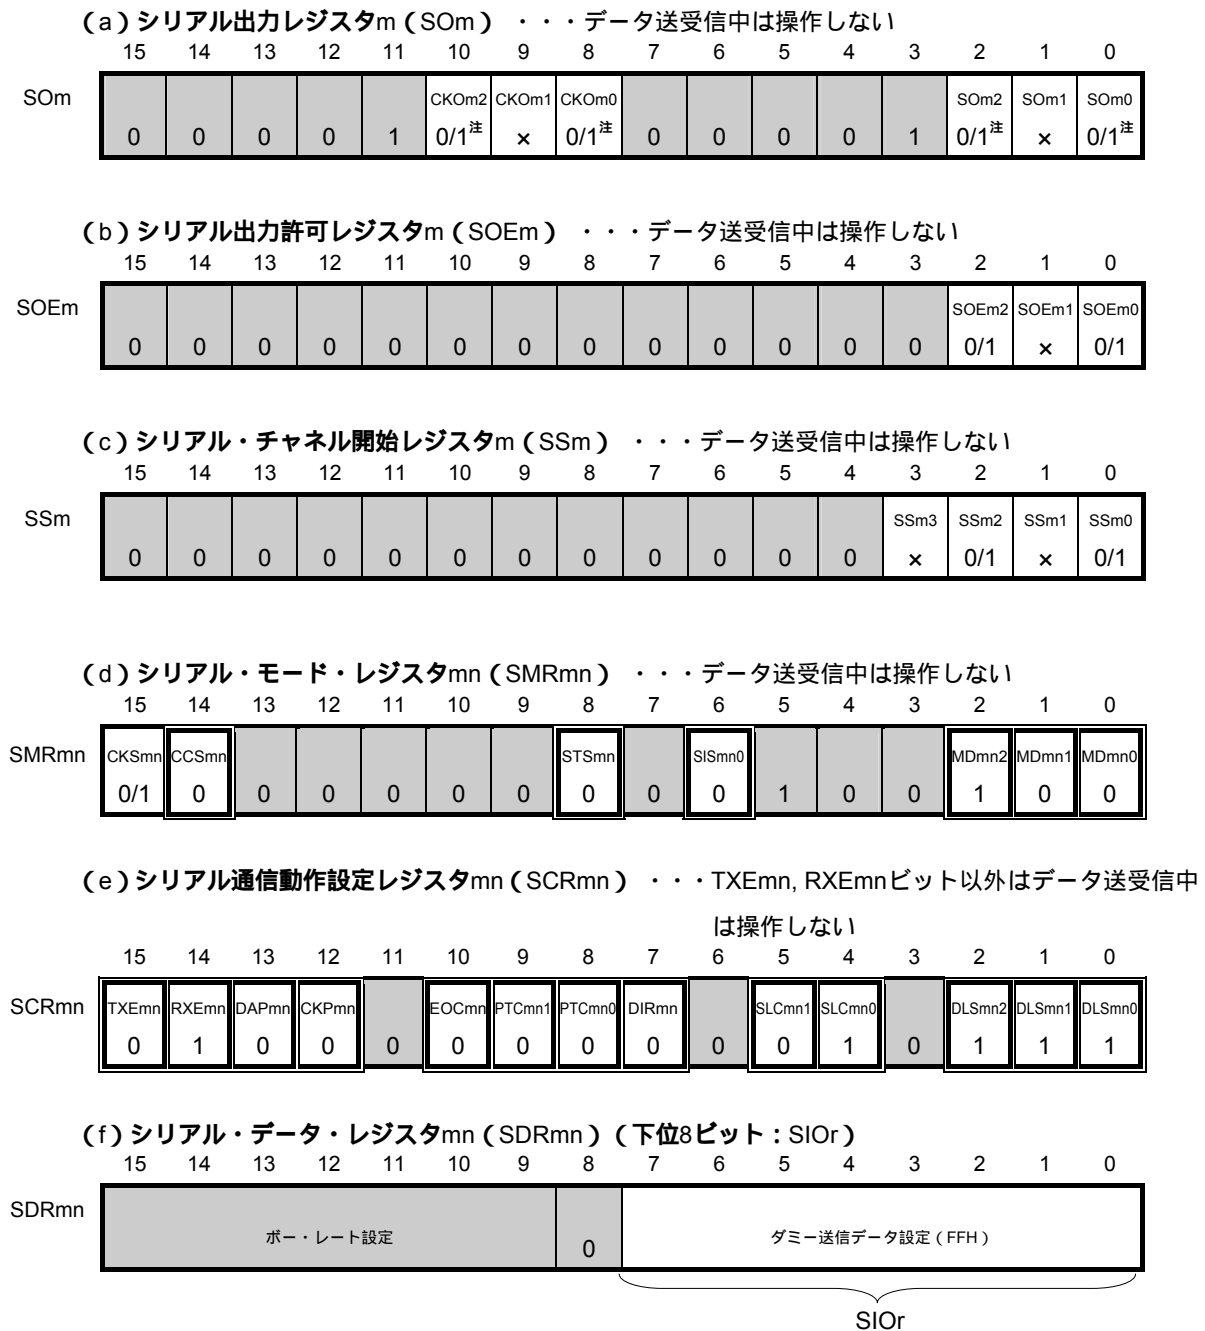 (a)シリアル出力レジスタm(SOm) ・・・データ送受信中は操作しない
15 14 13 12 11 10 9 8 7 6 5 4 3 2 1 0
SOm CKOm2 CKOm1 CKOm0 SOm2 SOm1 SOm0
0 0 0 0 1 0/1注 × 0/1注 0 0 0 0 1 0/1注 × 0/1注
(b)シリアル出力許可レジスタm(SOEm) ・・・データ送受信中は操作しない
15 14 13 12 11 10 9 8 7 6 5 4 3 2 1 0
SOEm SOEm2 SOEm1 SOEm0
0 0 0 0 0 0 0 0 0 0 0 0 0 0/1 × 0/1
(c)シリアル・チャネル開始レジスタm(SSm) ・・・データ送受信中は操作しない
15 14 13 12 11 10 9 8 7 6 5 4 3 2 1 0
SSm SSm3 SSm2 SSm1 SSm0
0 0 0 0 0 0 0 0 0 0 0 0 × 0/1 × 0/1
(d)シリアル・モード・レジスタmn(SMRmn) ・・・データ送受信中は操作しない
15 14 13 12 11 10 9 8 7 6 5 4 3 2 1 0
SMRmn CKSmn CCSmn STSmn SISmn0 MDmn2 MDmn1 MDmn0
0/1 0 0 0 0 0 0 0 0 0 1 0 0 1 0 0
(e)シリアル通信動作設定レジスタmn(SCRmn) ・・・TXEmn, RXEmnビット以外はデータ送受信中
は操作しない
15 14 13 12 11 10 9 8 7 6 5 4 3 2 1 0
SCRmn TXEmn RXEmn DAPmn CKPmn EOCmn PTCmn1 PTCmn0 DIRmn SLCmn1 SLCmn0 DLSmn2 DLSmn1 DLSmn0
0 1 0 0 0 0 0 0 0 0 0 1 0 1 1 1
(f)シリアル・データ・レジスタmn(SDRmn)(下位8ビット:SIOr)
15 14 13 12 11 10 9 8 7 6 5 4 3 2 1 0
SDRmn
ボー・レート設定 0 ダミー送信データ設定(FFH)
SIOr